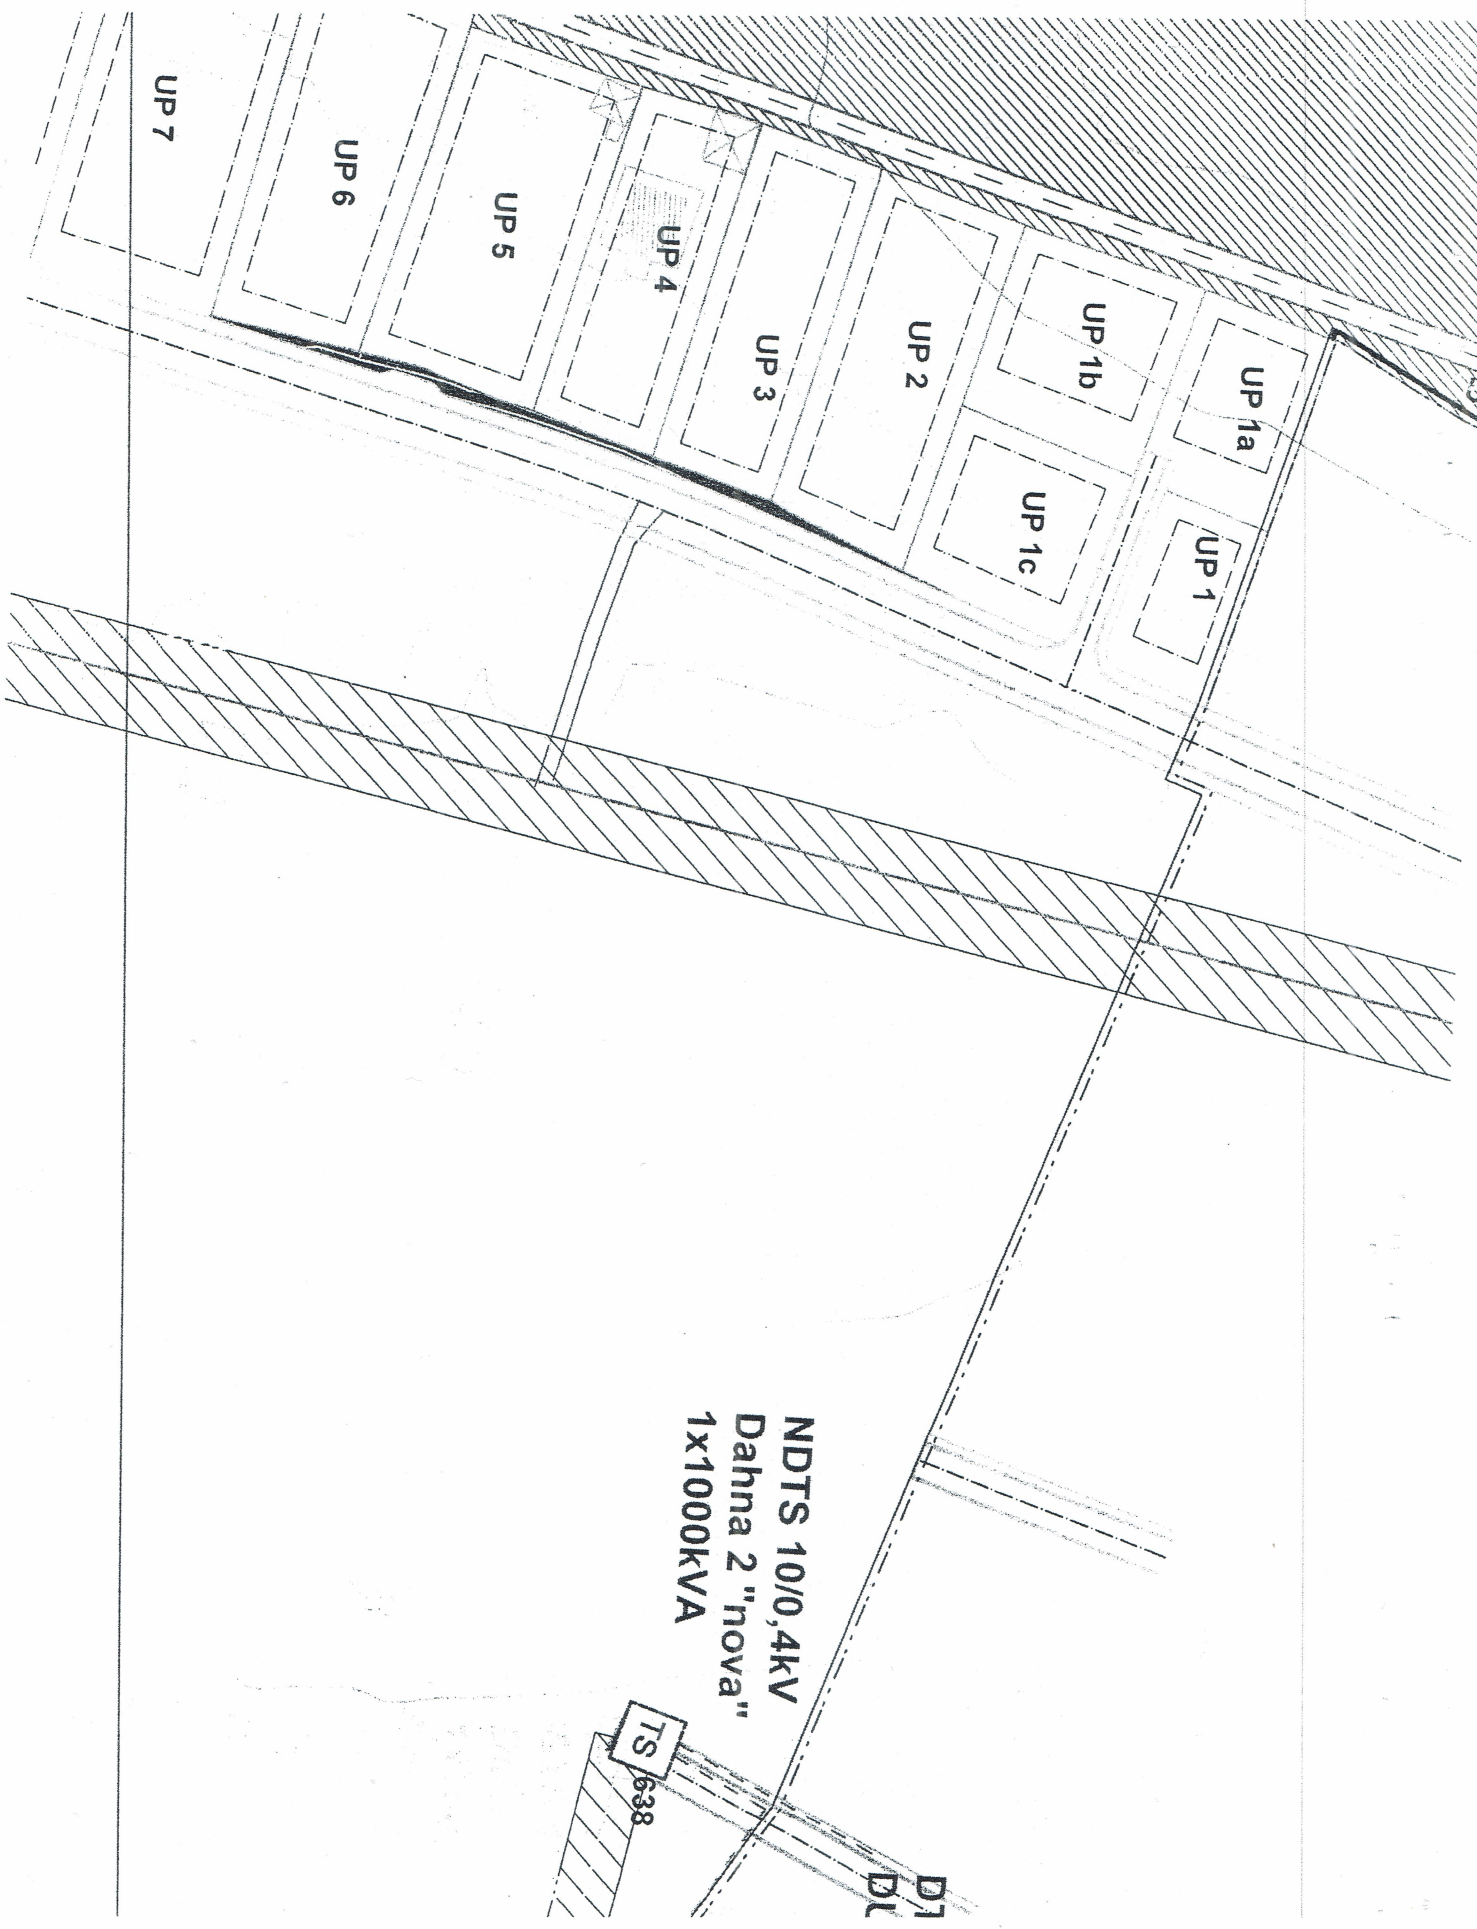 UP 7
UP 6
UP 5
UP 4
UP 3
UP 2
UP 1b
UP 1a
UP 1c
UP 1
NDTS 10/0,4kV
Dahna 2 "nova"
1x1000kVA
TS
638